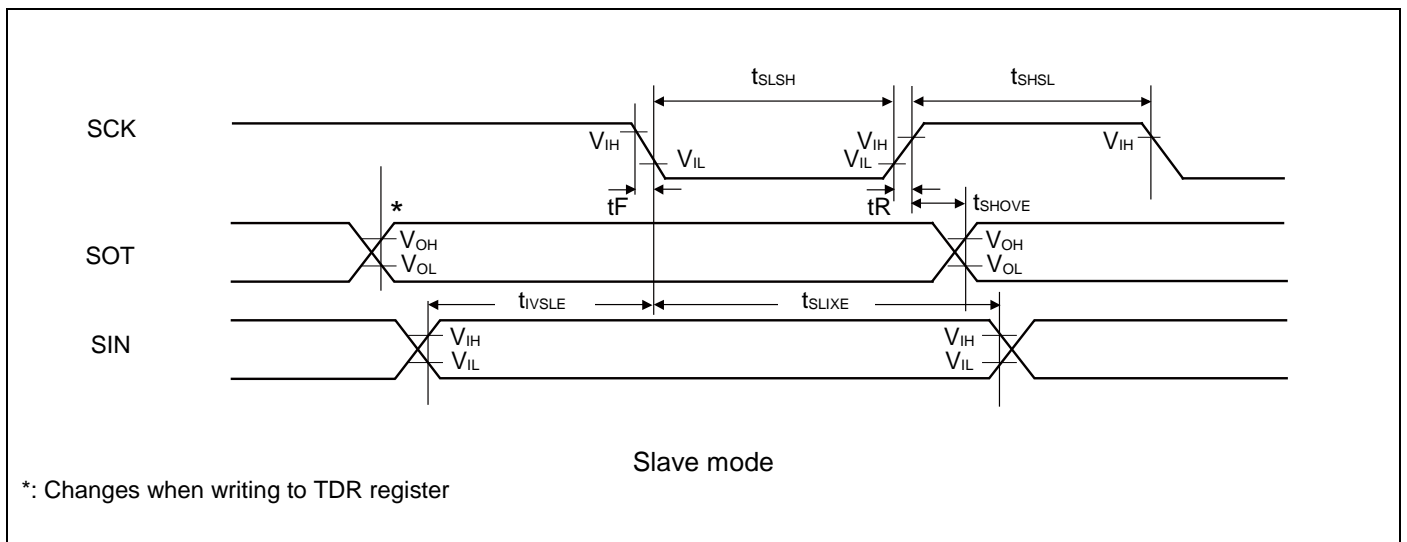 tSLSH tSHSL
SCK VIH VIL VIH VIL VIH
tF tR tSHOVE
* 
SOT VOH VOL VOH VOL
tIVSLE tSLIXE
SIN VIH VIL VIH VIL
Slave mode
*: Changes when writing to TDR register